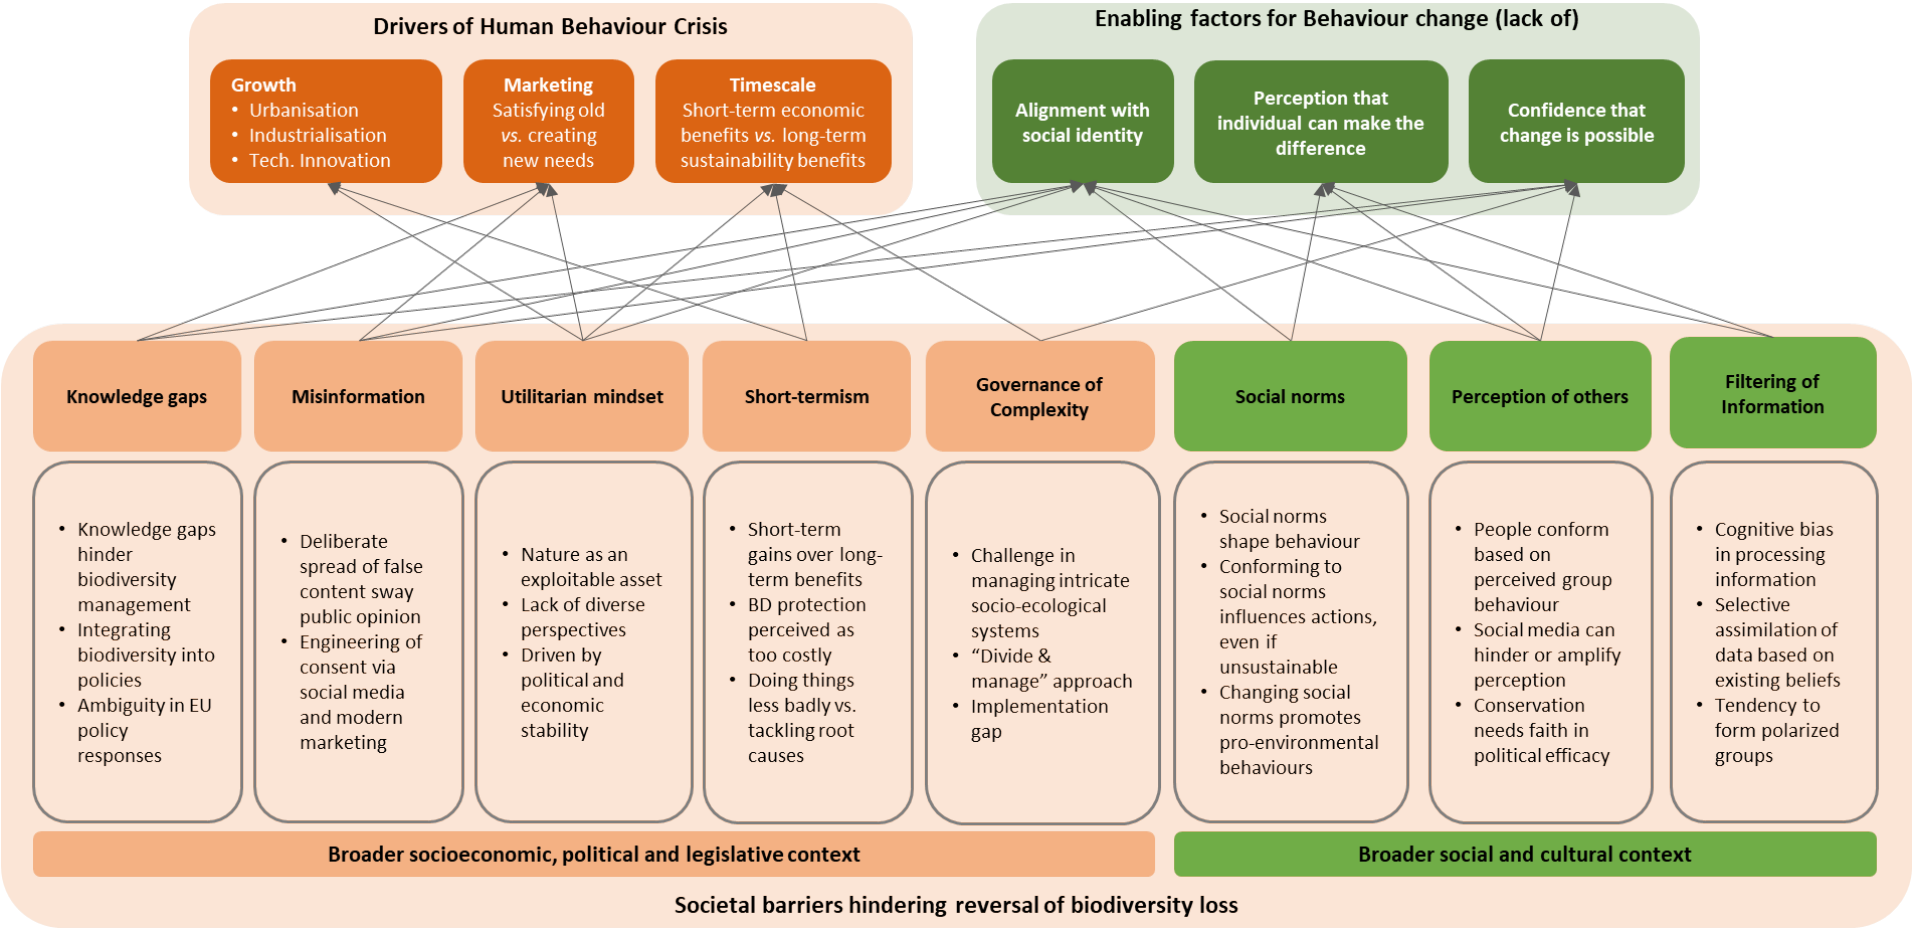 Drivers of Human Behaviour Crisis
Growth
• Urbanisation
• Industrialisation
• Tech. Innovation
Marketing
Satisfying old
vs. creating
new needs
Timescale
Short-term economic
benefits vs. long-term
sustainability benefits
Enabling factors for Behaviour change (lack of)
Alignment with
social identity
Perception that
individual can make the
difference
Confidence that
change is possible
Knowledge gaps
Misinformation
Utilitarian mindset
Short-termism
Governance of
Complexity
Social norms
Perception of others
Filtering of
Information
• Knowledge gaps
hinder
biodiversity
management
• Integrating
biodiversity into
policies
• Ambiguity in EU
policy
responses
• Deliberate
spread of false
content sway
public opinion
• Engineering of
consent via
social media
and modern
marketing
• Nature as an
exploitable asset
• Lack of diverse
perspectives
• Driven by
political and
economic
stability
• Short-term
gains over long-
term benefits
• BD protection
perceived as
too costly
• Doing things
less badly vs.
tackling root
causes
• Challenge in
managing intricate
socio-ecological
systems
• “Divide &
manage” approach
• Implementation
gap
• Social norms
shape behaviour
• Conforming to
social norms
influences actions,
even if
unsustainable
• Changing social
norms promotes
pro-environmental
behaviours
• People conform
based on
perceived group
behaviour
• Social media can
hinder or amplify
perception
• Conservation
needs faith in
political efficacy
• Cognitive bias
in processing
information
• Selective
assimilation of
data based on
existing beliefs
• Tendency to
form polarized
groups
Broader socioeconomic, political and legislative context
Broader social and cultural context
Societal barriers hindering reversal of biodiversity loss